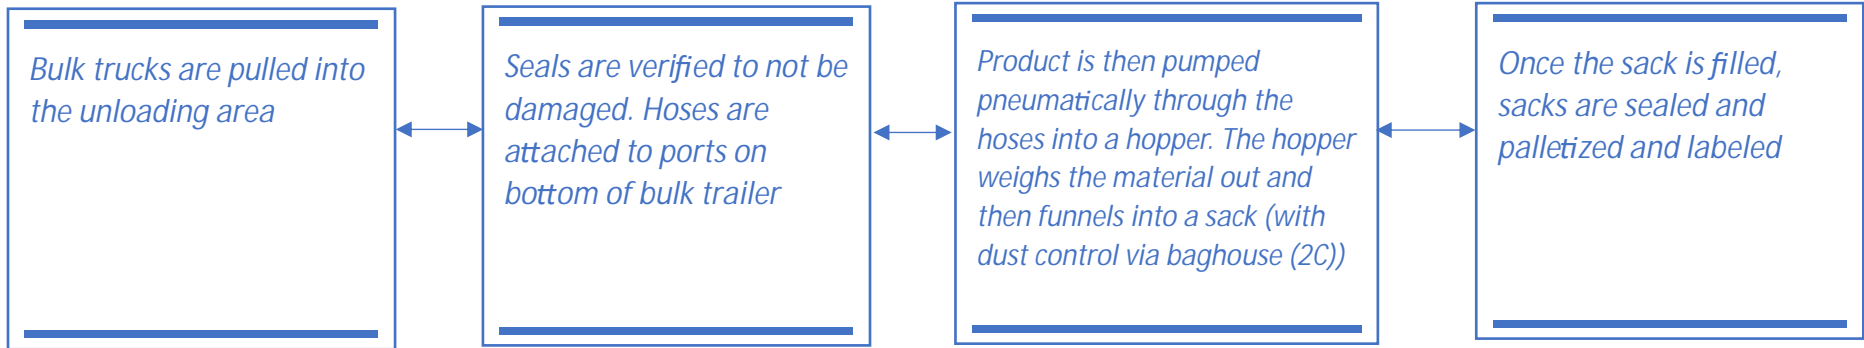 Bulk trucks are pulled into
the unloading area
Seals are verified to not be
damaged. Hoses are
attached to ports on
bottom of bulk trailer
Product is then pumped
pneumatically through the
hoses into a hopper. The hopper
weighs the material out and
then funnels into a sack (with
dust control via baghouse (2C))
Once the sack is filled,
sacks are sealed and
palletized and labeled